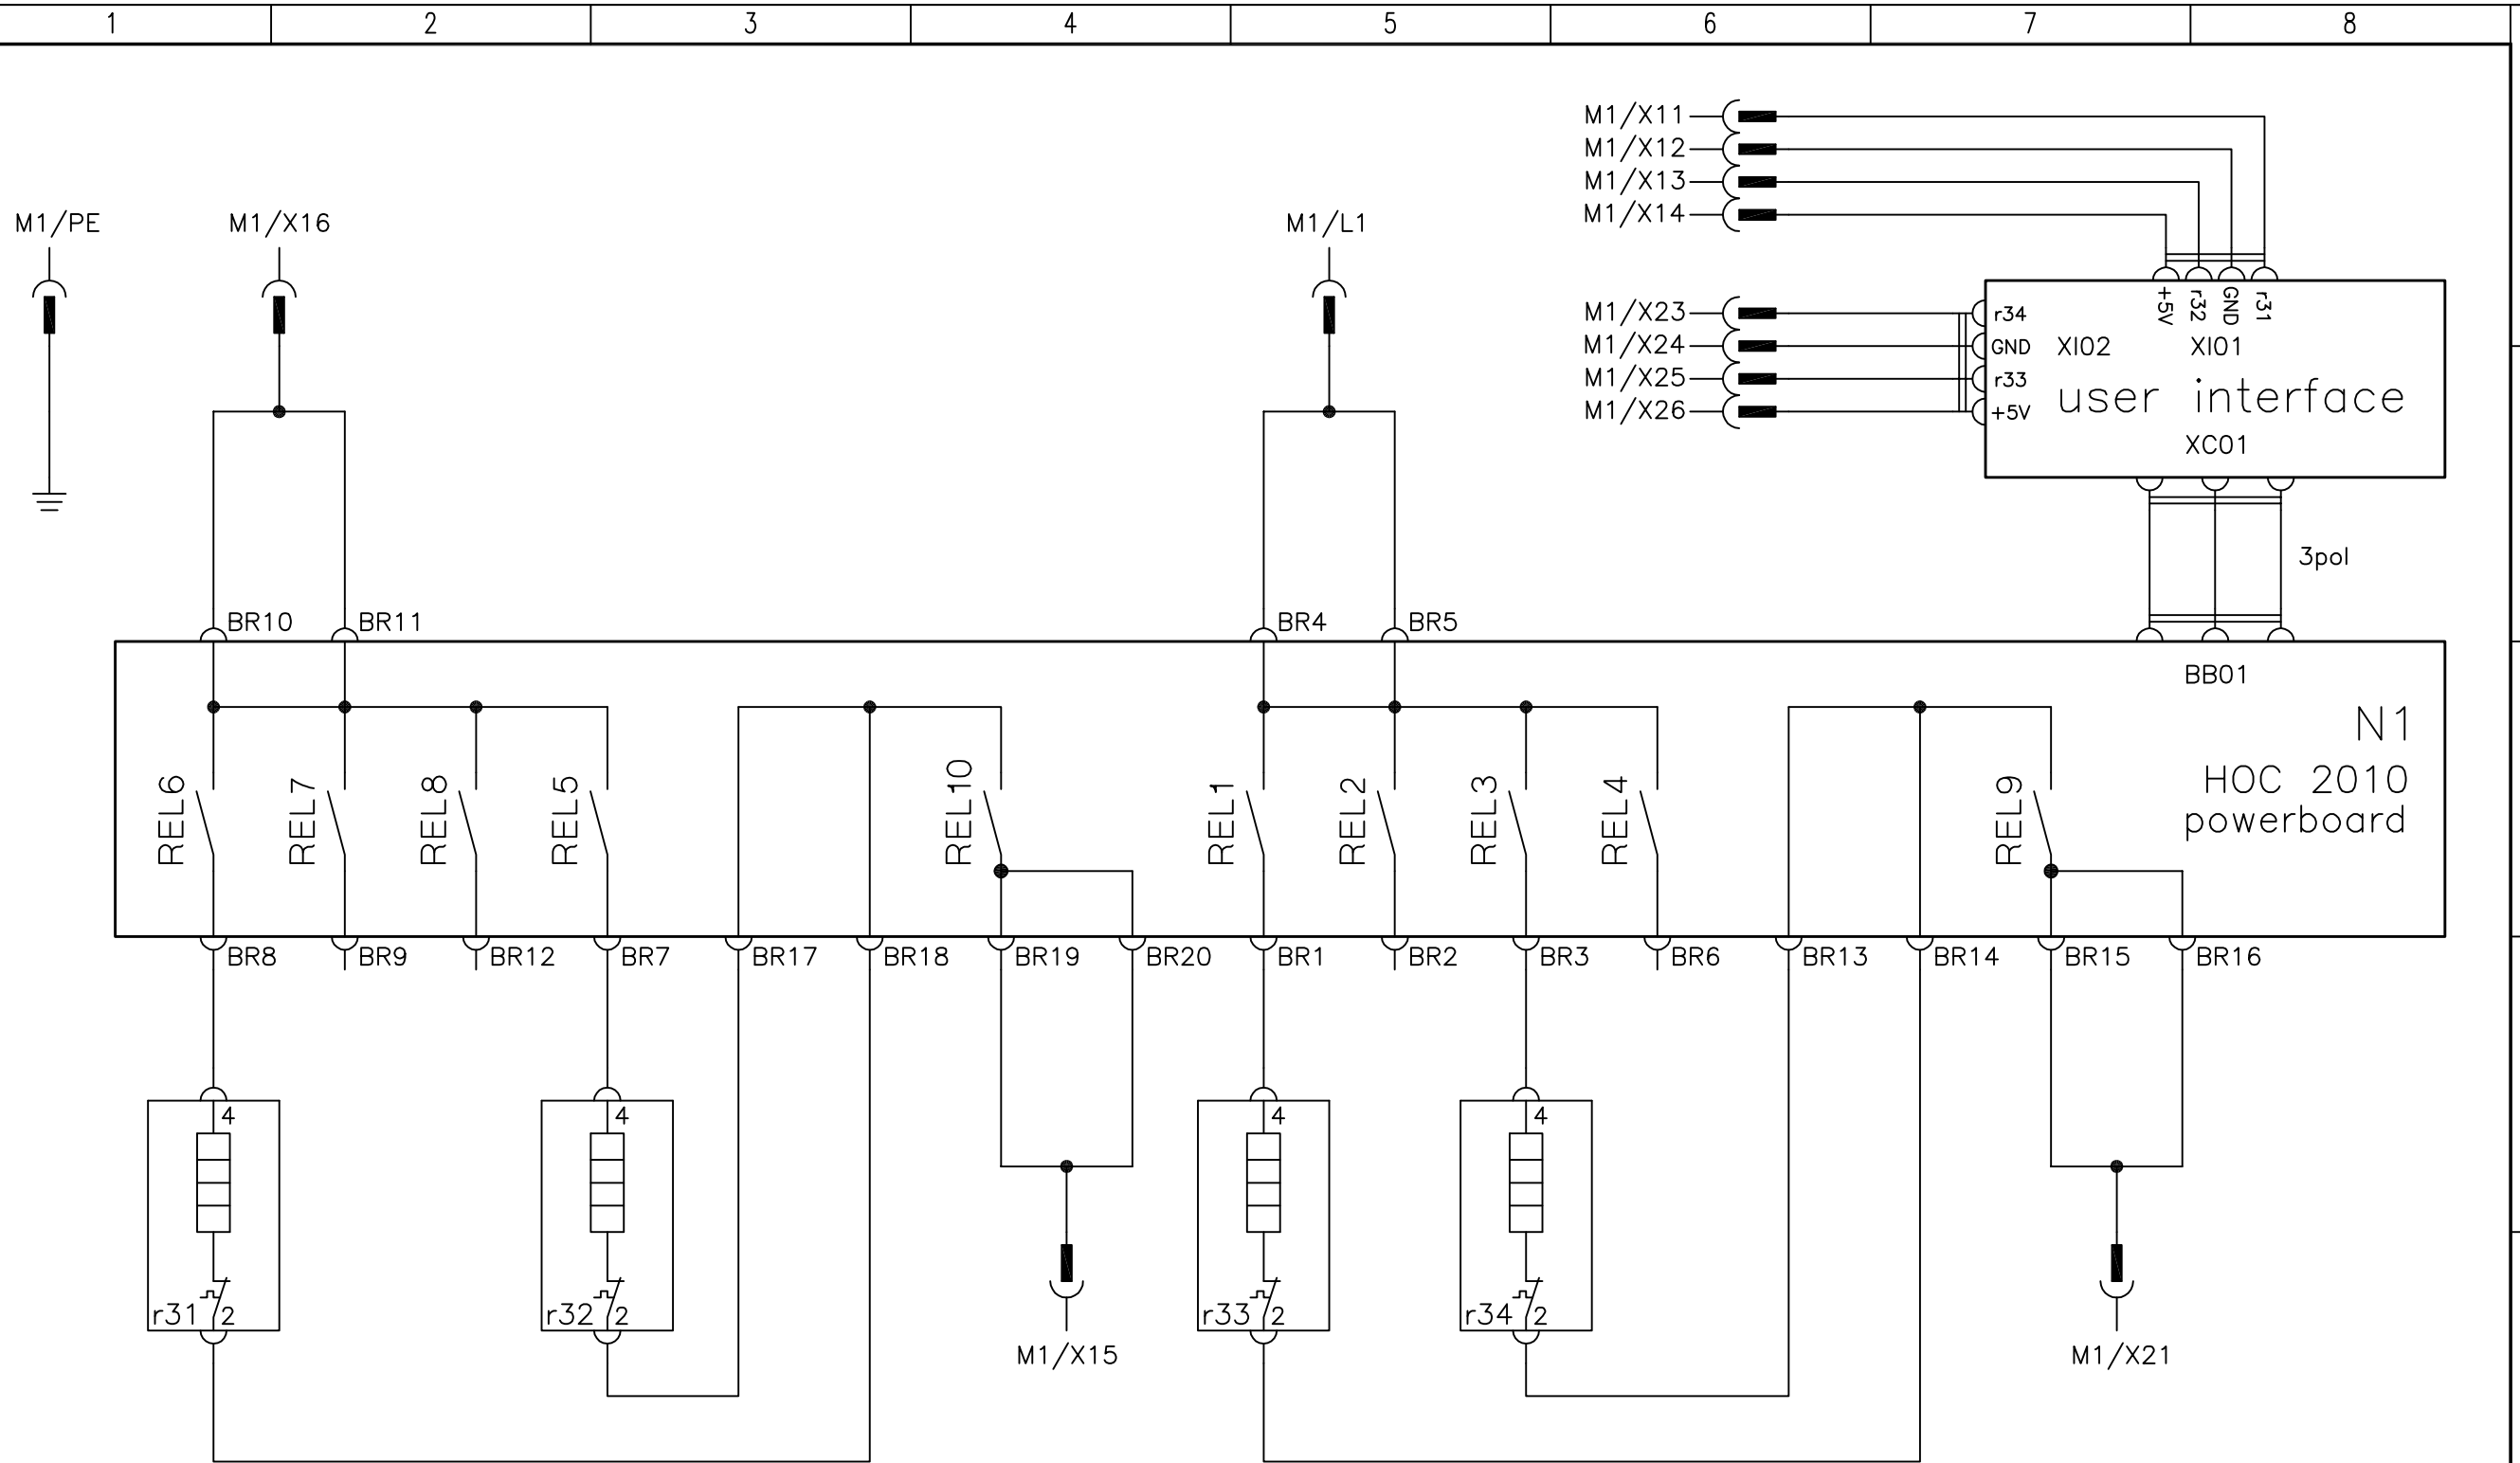 1 2 3 4 5 6 7 8
M1/X11
M1/X12
M1/X13
M1/X14
M1/PE M1/X16 M1/L1
+5V r32 GND r31
M1/X23 r34
M1/X24 GND XI02 XI01
M1/X25 r33
user interface
M1/X26 +5V
XC01
3pol
BR10 BR11 BR4 BR5
BB01
N1
HOC 2010
powerboard
REL6 REL7 REL8 REL5 REL10 REL1 REL2 REL3 REL4 REL9
BR8 BR9 BR12 BR7 BR17 BR18 BR19 BR20 BR1 BR2 BR3 BR6 BR13 BR14 BR15 BR16
4 4 4 4
r31 2 r32 2 r33 2 r34 2
M1/X15 M1/X21